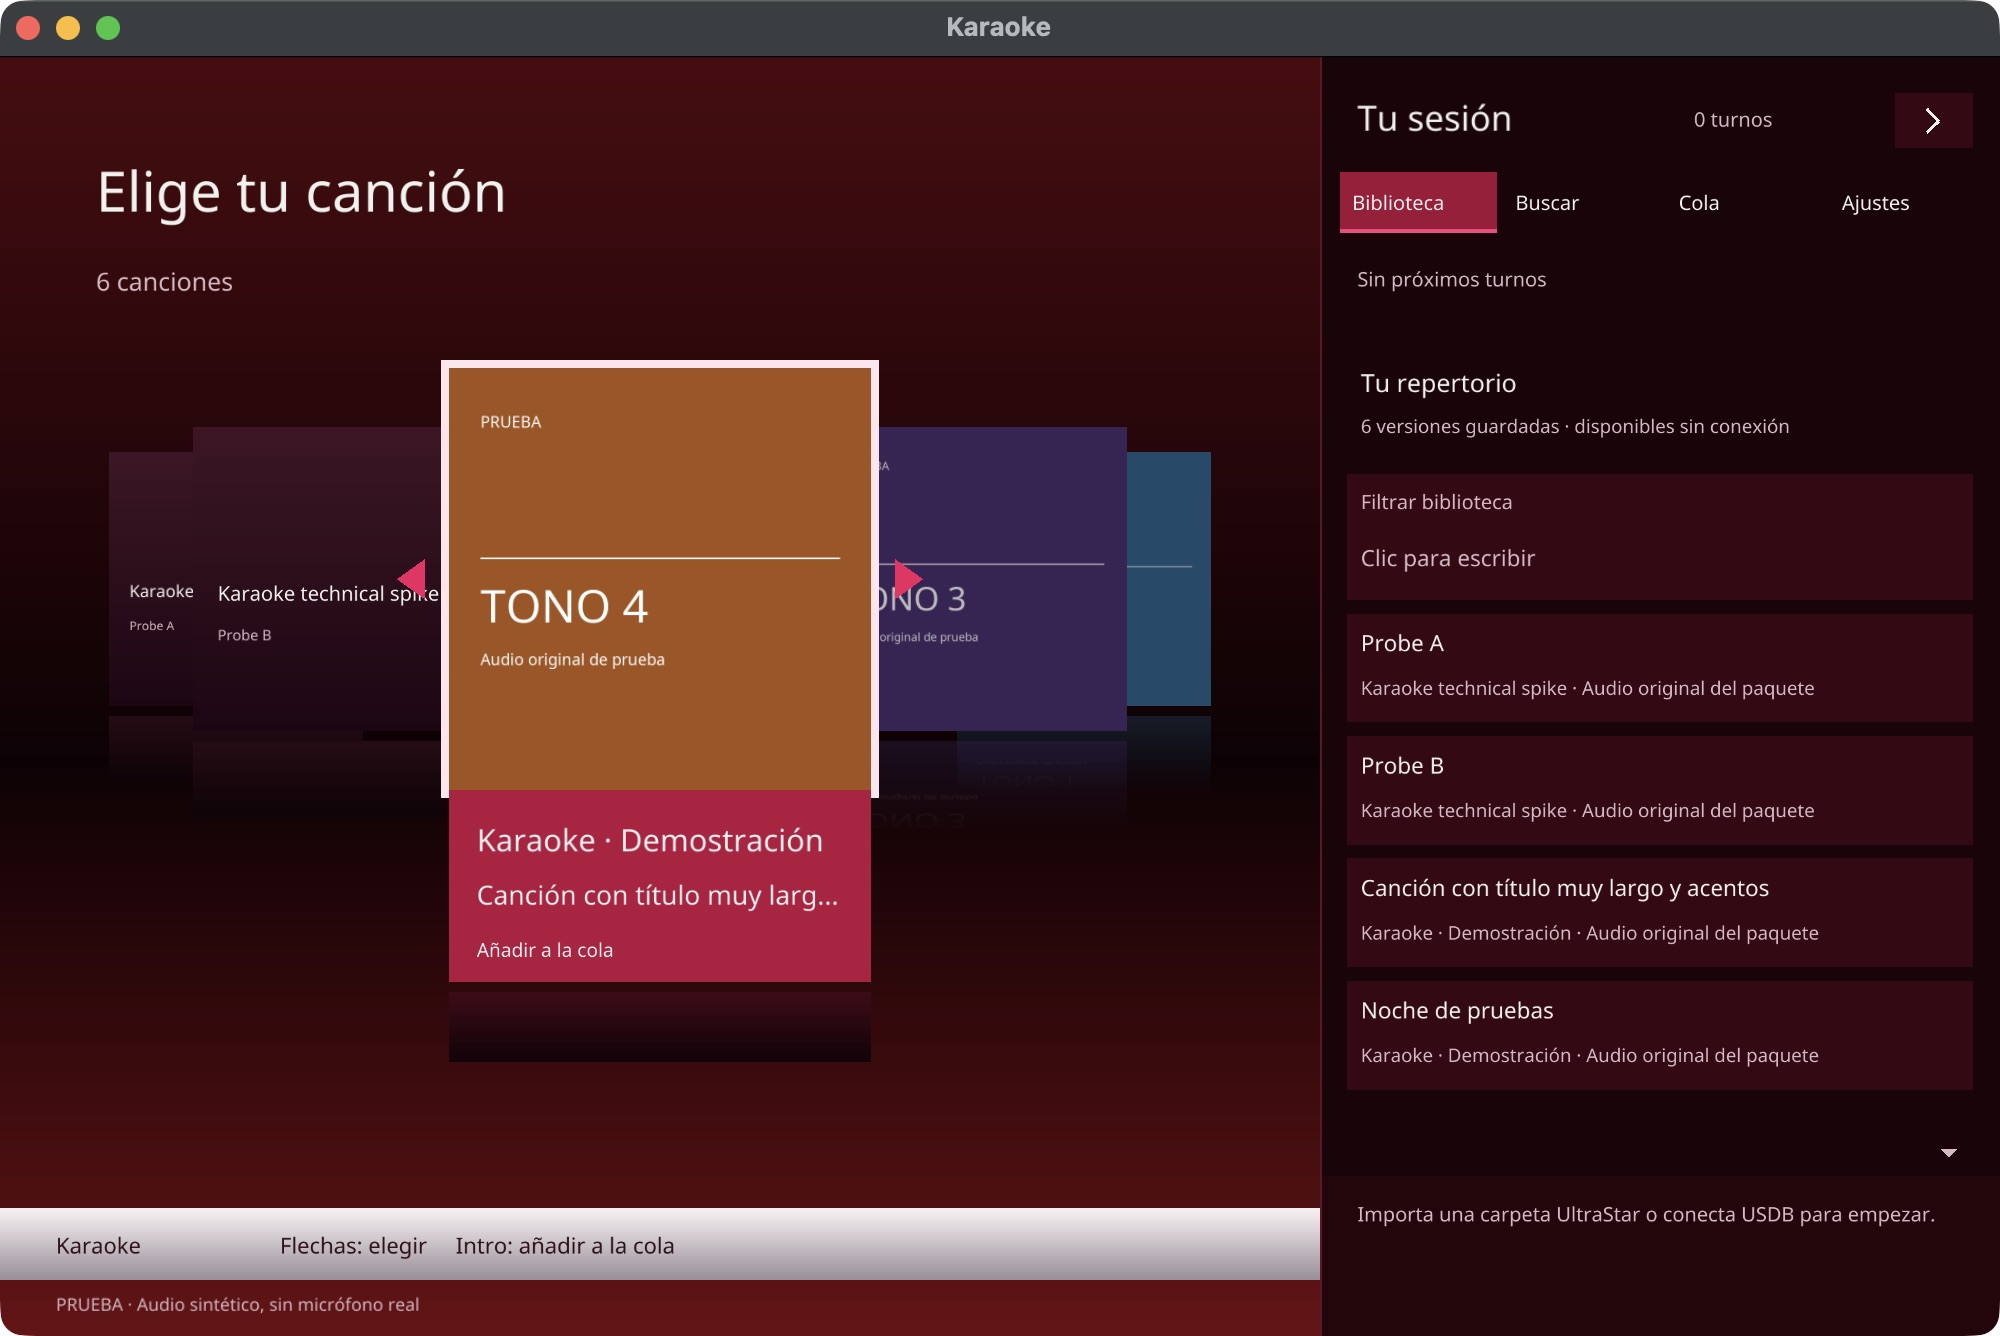 Karaoke
Elige tu canción
6 canciones
PRUEBA
TONO 4
Audio original de prueba
Karaoke
Probe A
Karaoke technical spike
Probe B
NO 3
original de prueba
Karaoke · Demostración
Canción con título muy larg...
Añadir a la cola
Karaoke
Flechas: elegir
Intro: añadir a la cola
PRUEBA · Audio sintético, sin micrófono real
Tu sesión
0 turnos
Biblioteca
Buscar
Cola
Ajustes
Sin próximos turnos
Tu repertorio
6 versiones guardadas · disponibles sin conexión
Filtrar biblioteca
Clic para escribir
Probe A
Karaoke technical spike · Audio original del paquete
Probe B
Karaoke technical spike · Audio original del paquete
Canción con título muy largo y acentos
Karaoke · Demostración · Audio original del paquete
Noche de pruebas
Karaoke · Demostración · Audio original del paquete
Importa una carpeta UltraStar o conecta USDB para empezar.